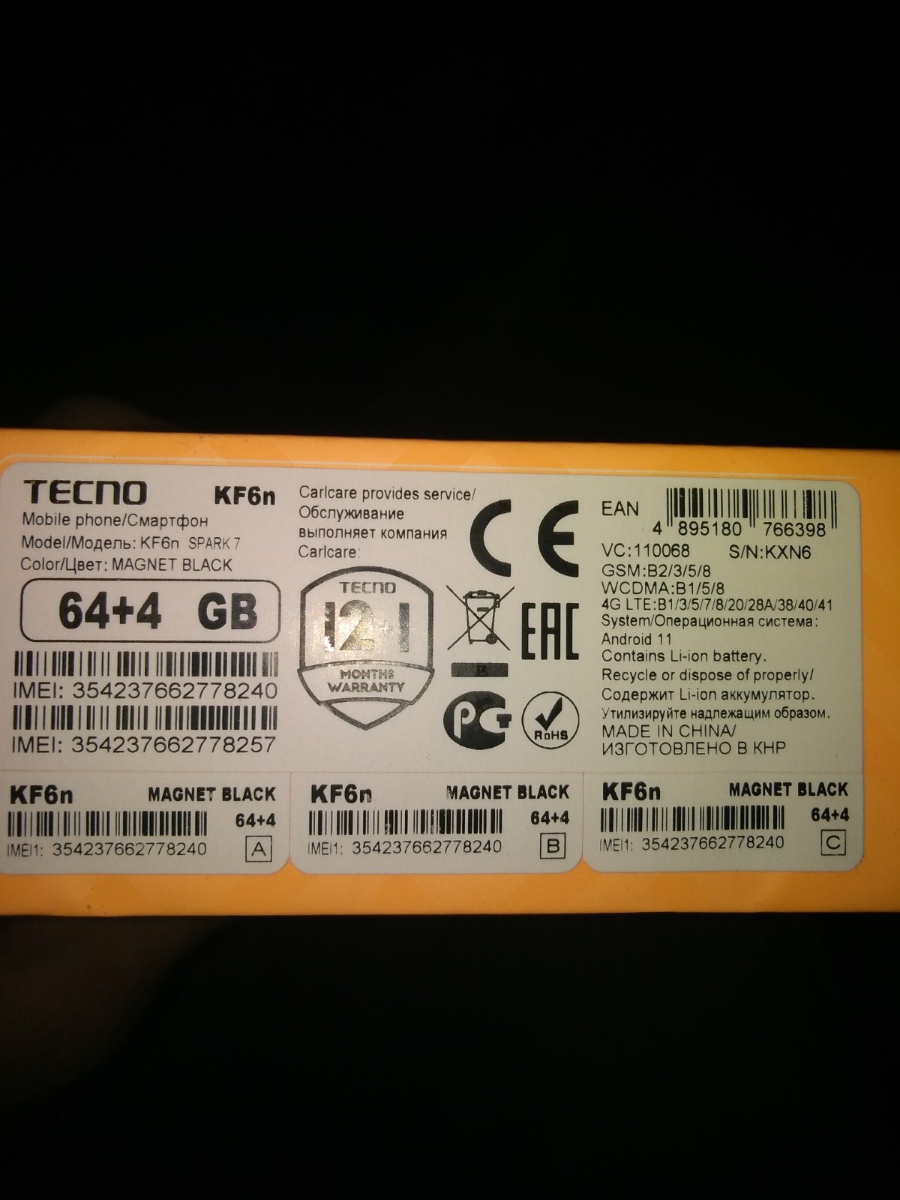 TECNO KF6n
Mobile phone/Смартфон
Model/Модель: KF6n SPARK 7
Color/Цвет: MAGNET BLACK
64+4 GB
IMEI: 354237662778240
IMEI: 354237662778257
Carlcare provides service/
Обслуживание
выполняет компания
Carlcare:
TECNO
12+1
MONTHS
WARRANTY
CE
EAC
B
PCT
RoHS
EAN
4 895180 766398
VC:110068 S/N:KXN6
GSM:B2/3/5/8
WCDMA:B1/5/8
4G LTE:B1/3/5/7/8/20/28A/38/40/41
System/Операционная система:
Android 11
Contains Li-ion battery.
Recycle or dispose of properly/
Содержит Li-ion аккумулятор.
Утилизируйте надлежащим образом.
MADE IN CHINA/
ИЗГОТОВЛЕНО В КНР
KF6n MAGNET BLACK
64+4
IMEI1: 354237662778240 A
KF6n MAGNET BLACK
64+4
IMEI1: 354237662778240 B
KF6n MAGNET BLACK
64+4
IMEI1: 354237662778240 C